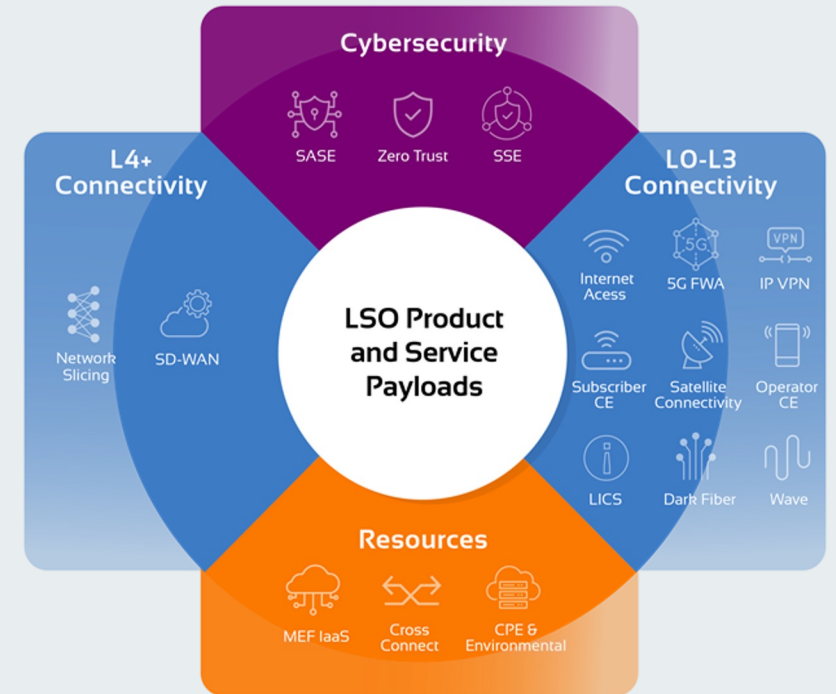 Cybersecurity
SASE
Zero Trust
SSE
L4+
Connectivity
Network
Slicing
SD-WAN
LSO Product
and Service
Payloads
L0-L3
Connectivity
Internet
Acess
5G
5G FWA
VPN
IP VPN
Subscriber
CE
Satellite
Connectivity
Operator
CE
LICS
Dark Fiber
Wave
Resources
MEF IaaS
Cross
Connect
CPE &
Environmental